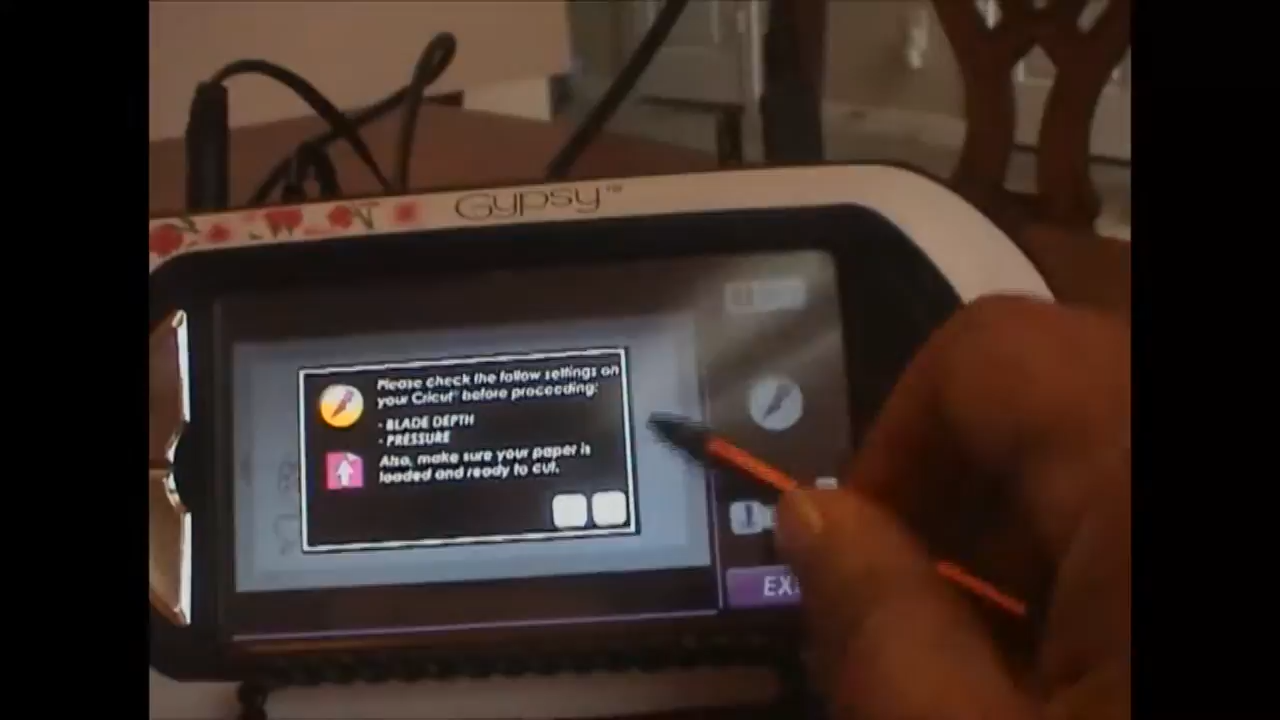 Gypsy™
Please check the follow settings on
your Cricut® before proceeding:
- BLADE DEPTH
- PRESSURE
Also, make sure your paper is
loaded and ready to cut.